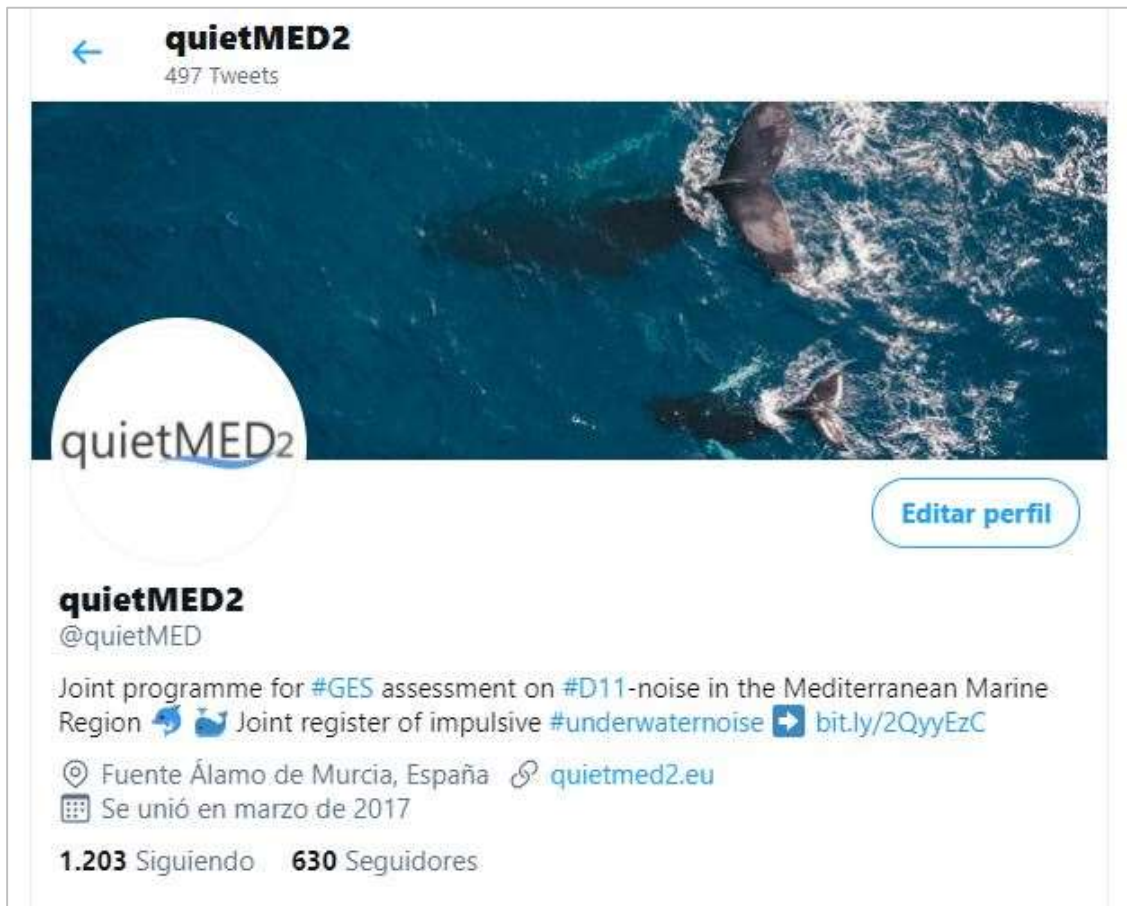 quietMED2
497 Tweets
quietMED2
Editar perfil
quietMED2
@quietMED
Joint programme for #GES assessment on #D11-noise in the Mediterranean Marine
Region 🐬 🐳 Joint register of impulsive #underwaternoise ➡️ bit.ly/2QyyEzC
Fuente Álamo de Murcia, España quietmed2.eu
Se unió en marzo de 2017
1.203 Siguiendo 630 Seguidores